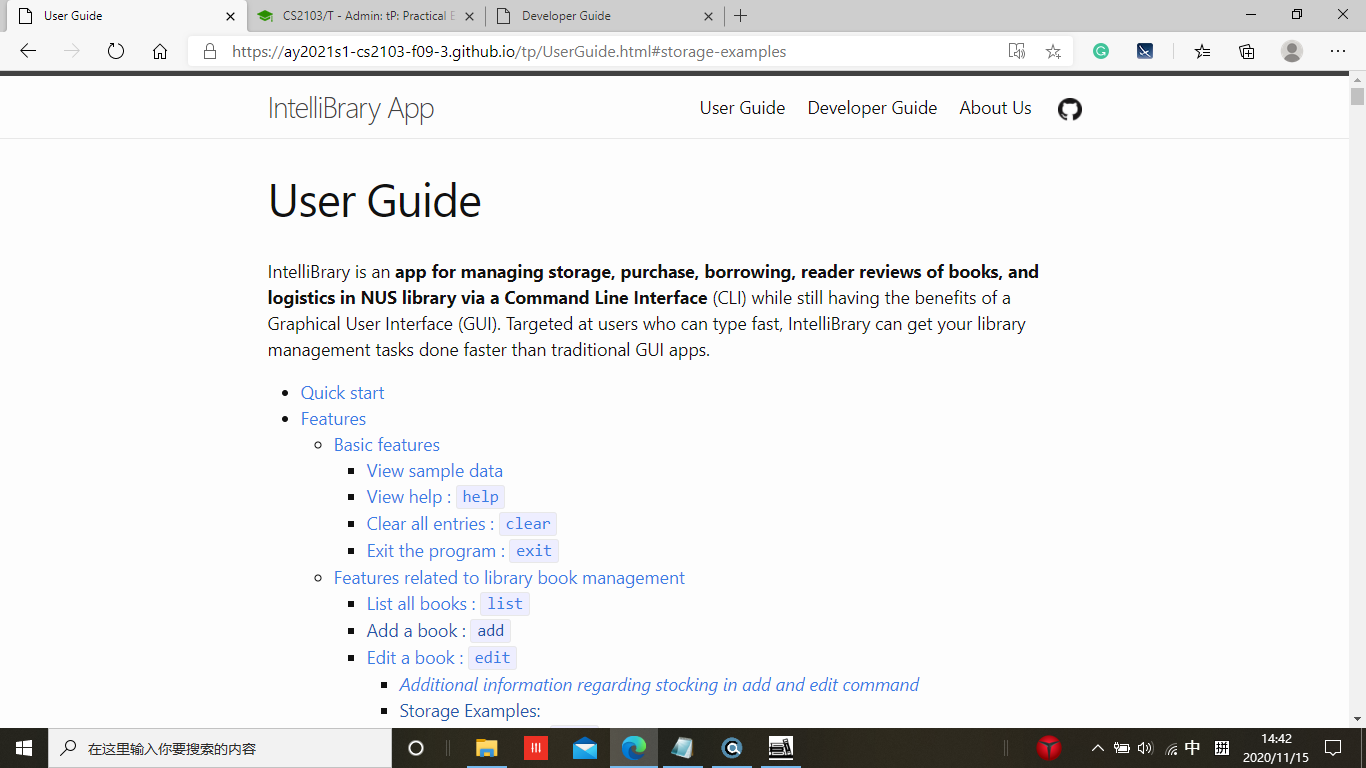 User Guide
CS2103/T - Admin: tP: Practical E
Developer Guide
https://ay2021s1-cs2103-f09-3.github.io/tp/UserGuide.html#storage-examples
IntelliBrary App
User Guide
Developer Guide
About Us
User Guide
IntelliBrary is an app for managing storage, purchase, borrowing, reader reviews of books, and
logistics in NUS library via a Command Line Interface (CLI) while still having the benefits of a
Graphical User Interface (GUI). Targeted at users who can type fast, IntelliBrary can get your library
management tasks done faster than traditional GUI apps.
Quick start
Features
Basic features
View sample data
View help : help
Clear all entries : clear
Exit the program : exit
Features related to library book management
List all books : list
Add a book : add
Edit a book : edit
Additional information regarding stocking in add and edit command
Storage Examples:
在这里输入你要搜索的内容
中
拼
14:42
2020/11/15